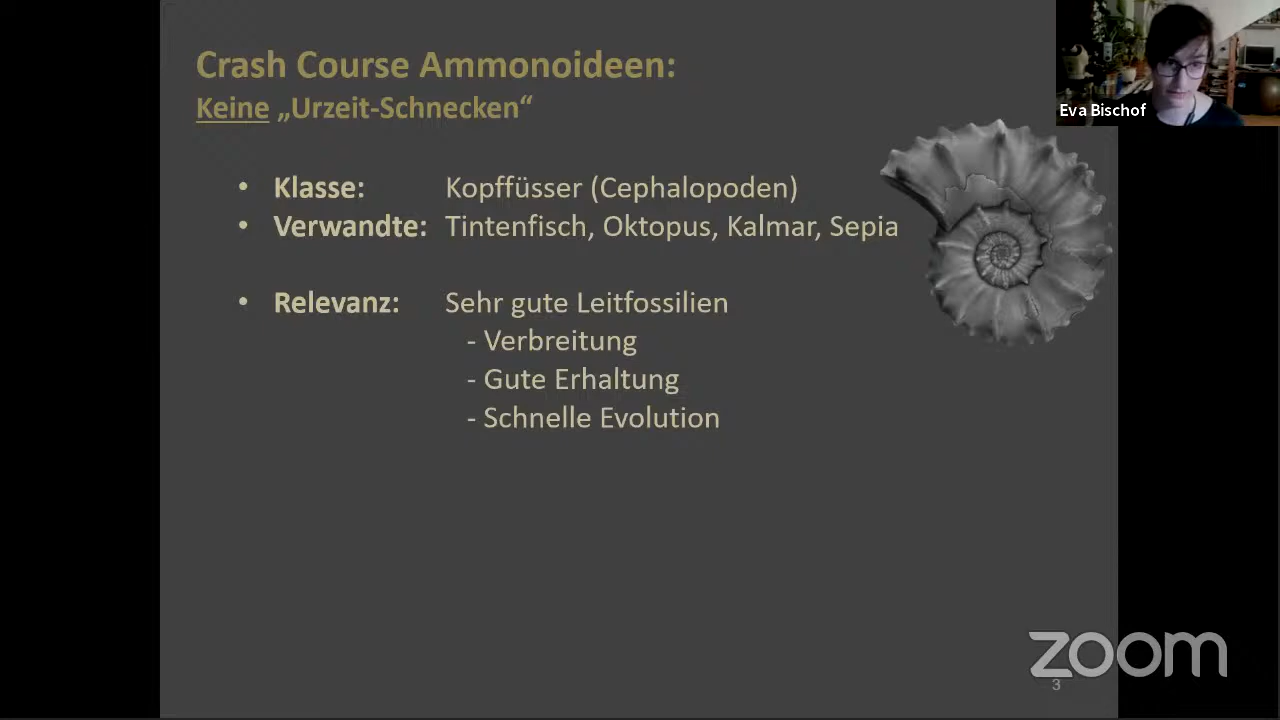 Crash Course Ammonoideen:
Keine „Urzeit-Schnecken“
Eva Bischof
• Klasse: Kopffüsser (Cephalopoden)
• Verwandte: Tintenfisch, Oktopus, Kalmar, Sepia
• Relevanz: Sehr gute Leitfossilien
- Verbreitung
- Gute Erhaltung
- Schnelle Evolution
zoom
3